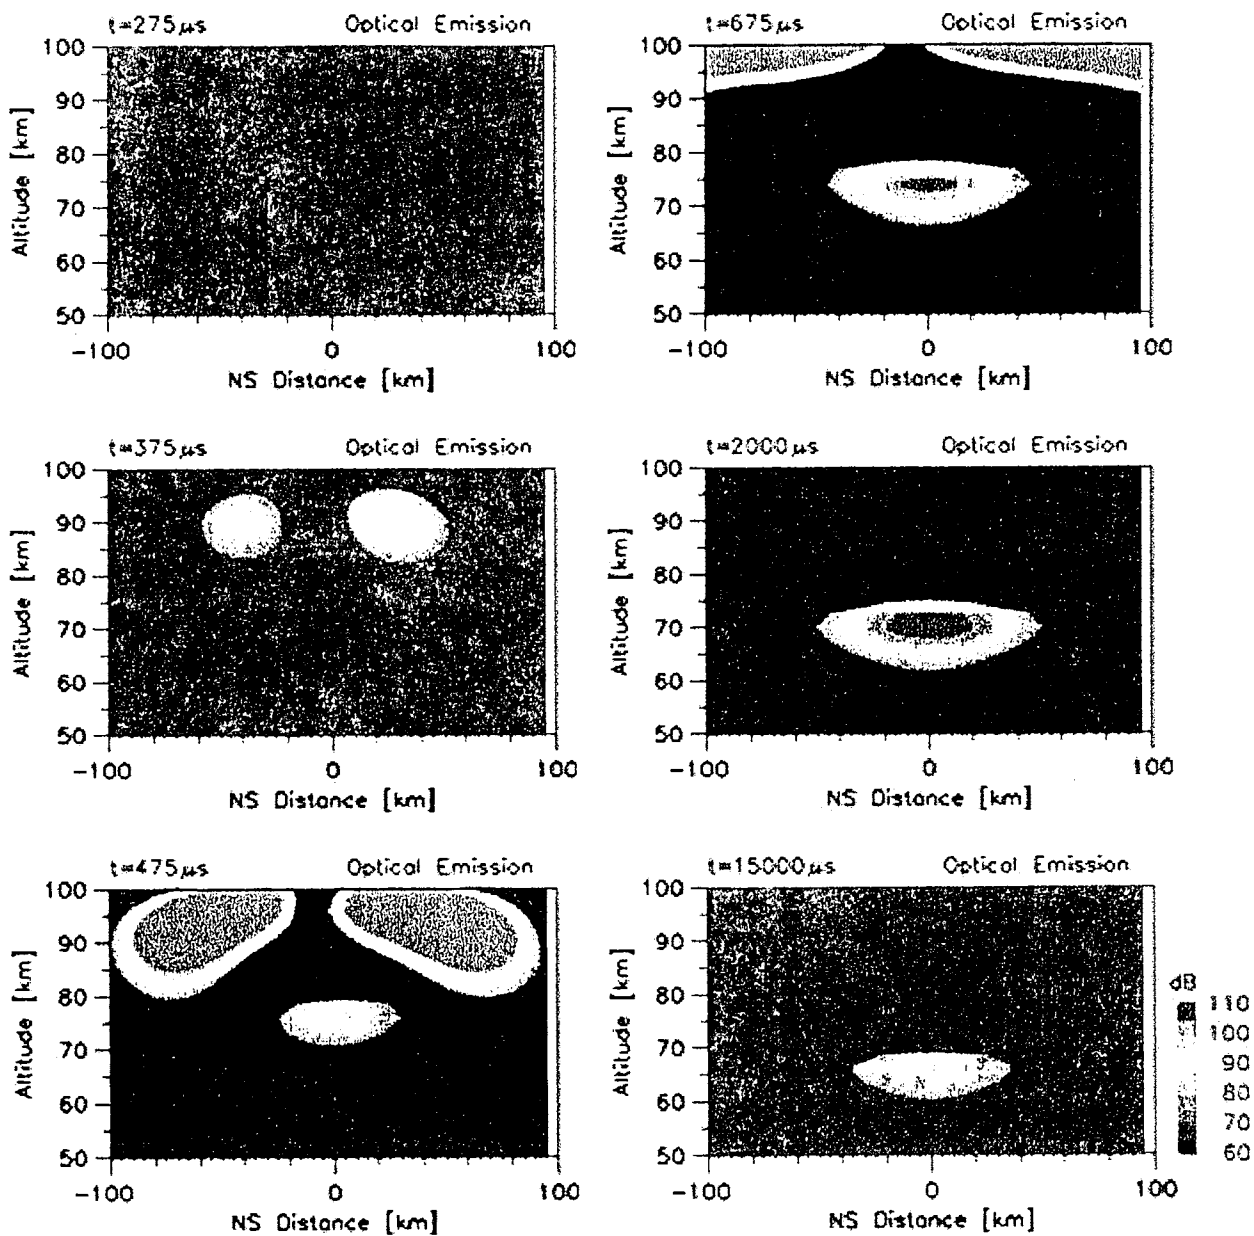 t=275μs Optical Emission
100
90
80
70
60
50
Altitude [km]
-100 0 100
NS Distance [km]
t=675μs Optical Emission
100
90
80
70
60
50
Altitude [km]
-100 0 100
NS Distance [km]
t=375μs Optical Emission
100
90
80
70
60
50
Altitude [km]
-100 0 100
NS Distance [km]
t=2000μs Optical Emission
100
90
80
70
60
50
Altitude [km]
-100 0 100
NS Distance [km]
t=475μs Optical Emission
100
90
80
70
60
50
Altitude [km]
-100 0 100
NS Distance [km]
t=15000μs Optical Emission
100
90
80
70
60
50
Altitude [km]
-100 0 100
NS Distance [km]
dB
110
100
90
80
70
60